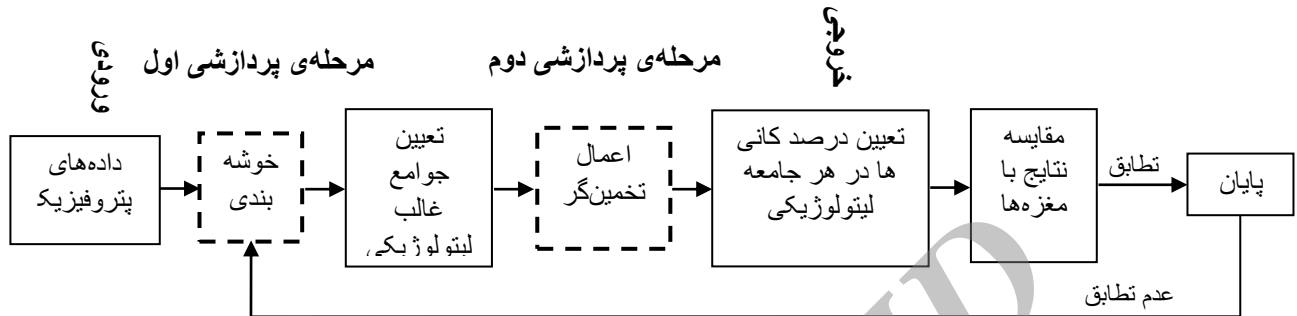 ورودی
مرحله‌ی پردازشی اول
مرحله‌ی پردازشی دوم
خروجی
داده‌های
پتروفیزیک
خوشه
بندی
تعیین
جوامع
غالب
لیتولوژیکی
اعمال
تخمین‌گر
تعیین درصد کانی
ها در هر جامعه
لیتولوژیکی
مقایسه
نتایج با
مغزه‌ها
تطابق
پایان
عدم تطابق